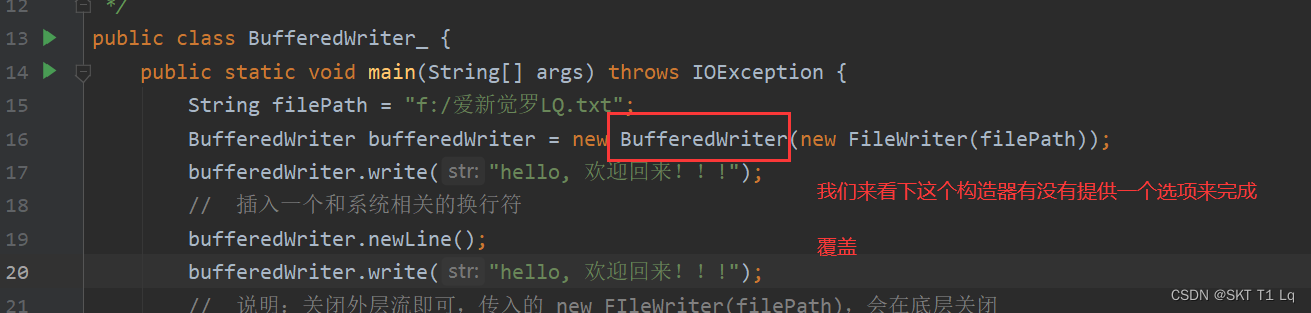 12 */
13 public class BufferedWriter_ {
14 public static void main(String[] args) throws IOException {
15 String filePath = "f:/爱新觉罗LQ.txt";
16 BufferedWriter bufferedWriter = new BufferedWriter(new FileWriter(filePath));
17 bufferedWriter.write( str: "hello, 欢迎回来！！！");
我们来看下这个构造器有没有提供一个选项来完成
18 // 插入一个和系统相关的换行符
19 bufferedWriter.newLine();
覆盖
20 bufferedWriter.write( str: "hello, 欢迎回来！！！");
21 // 说明：关闭外层流即可，传入的 new FIleWriter(filePath)，会在底层关闭
CSDN @SKT T1 Lq